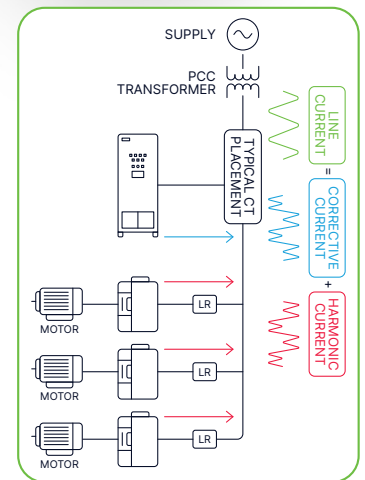 SUPPLY
PCC
TRANSFORMER
TYPICAL CT
PLACEMENT
LINE
CURRENT
=
CORRECTIVE
CURRENT
+
HARMONIC
CURRENT
LR
MOTOR
LR
MOTOR
LR
MOTOR